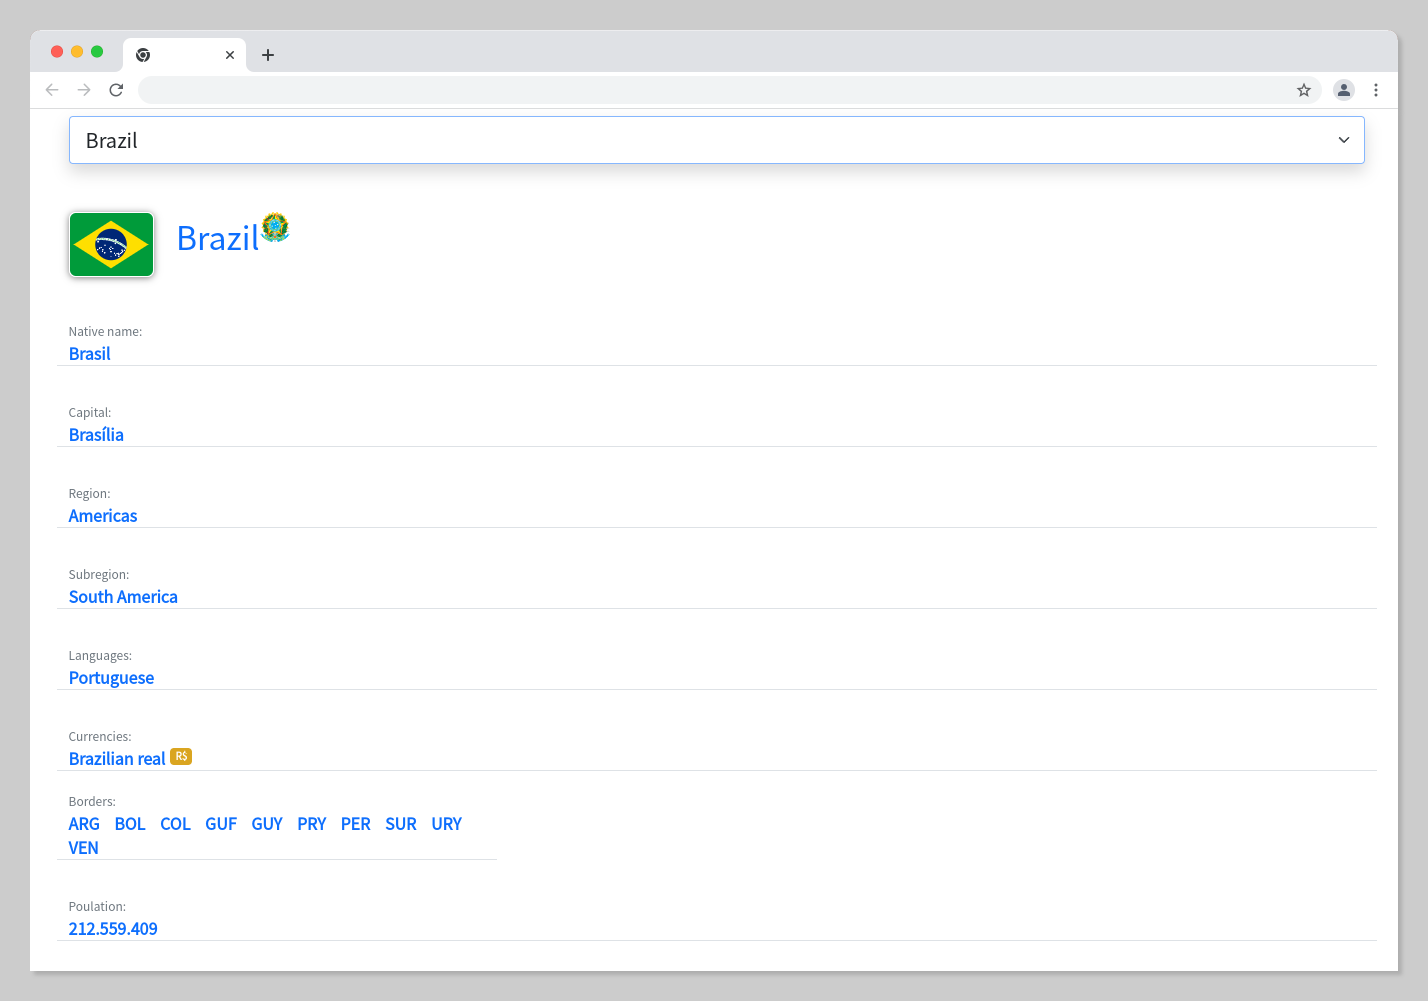 Brazil
Brazil
Native name:
Brasil
Capital:
Brasília
Region:
Americas
Subregion:
South America
Languages:
Portuguese
Currencies:
Brazilian real R$
Borders:
ARG BOL COL GUF GUY PRY PER SUR URY
VEN
Poulation:
212.559.409